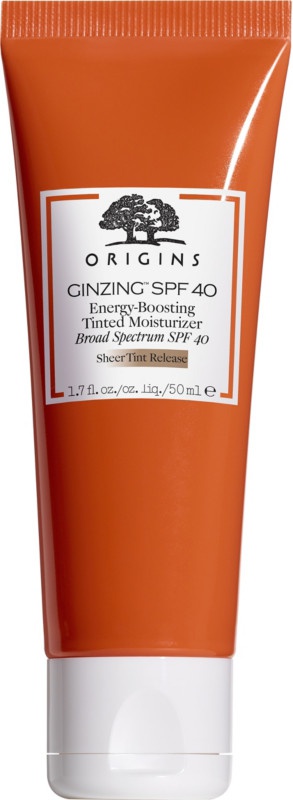 ORIGINS
GINZING™ SPF 40
Energy-Boosting
Tinted Moisturizer
Broad Spectrum SPF 40
Sheer Tint Release
1.7 fl. oz./oz. liq./50 ml ℮